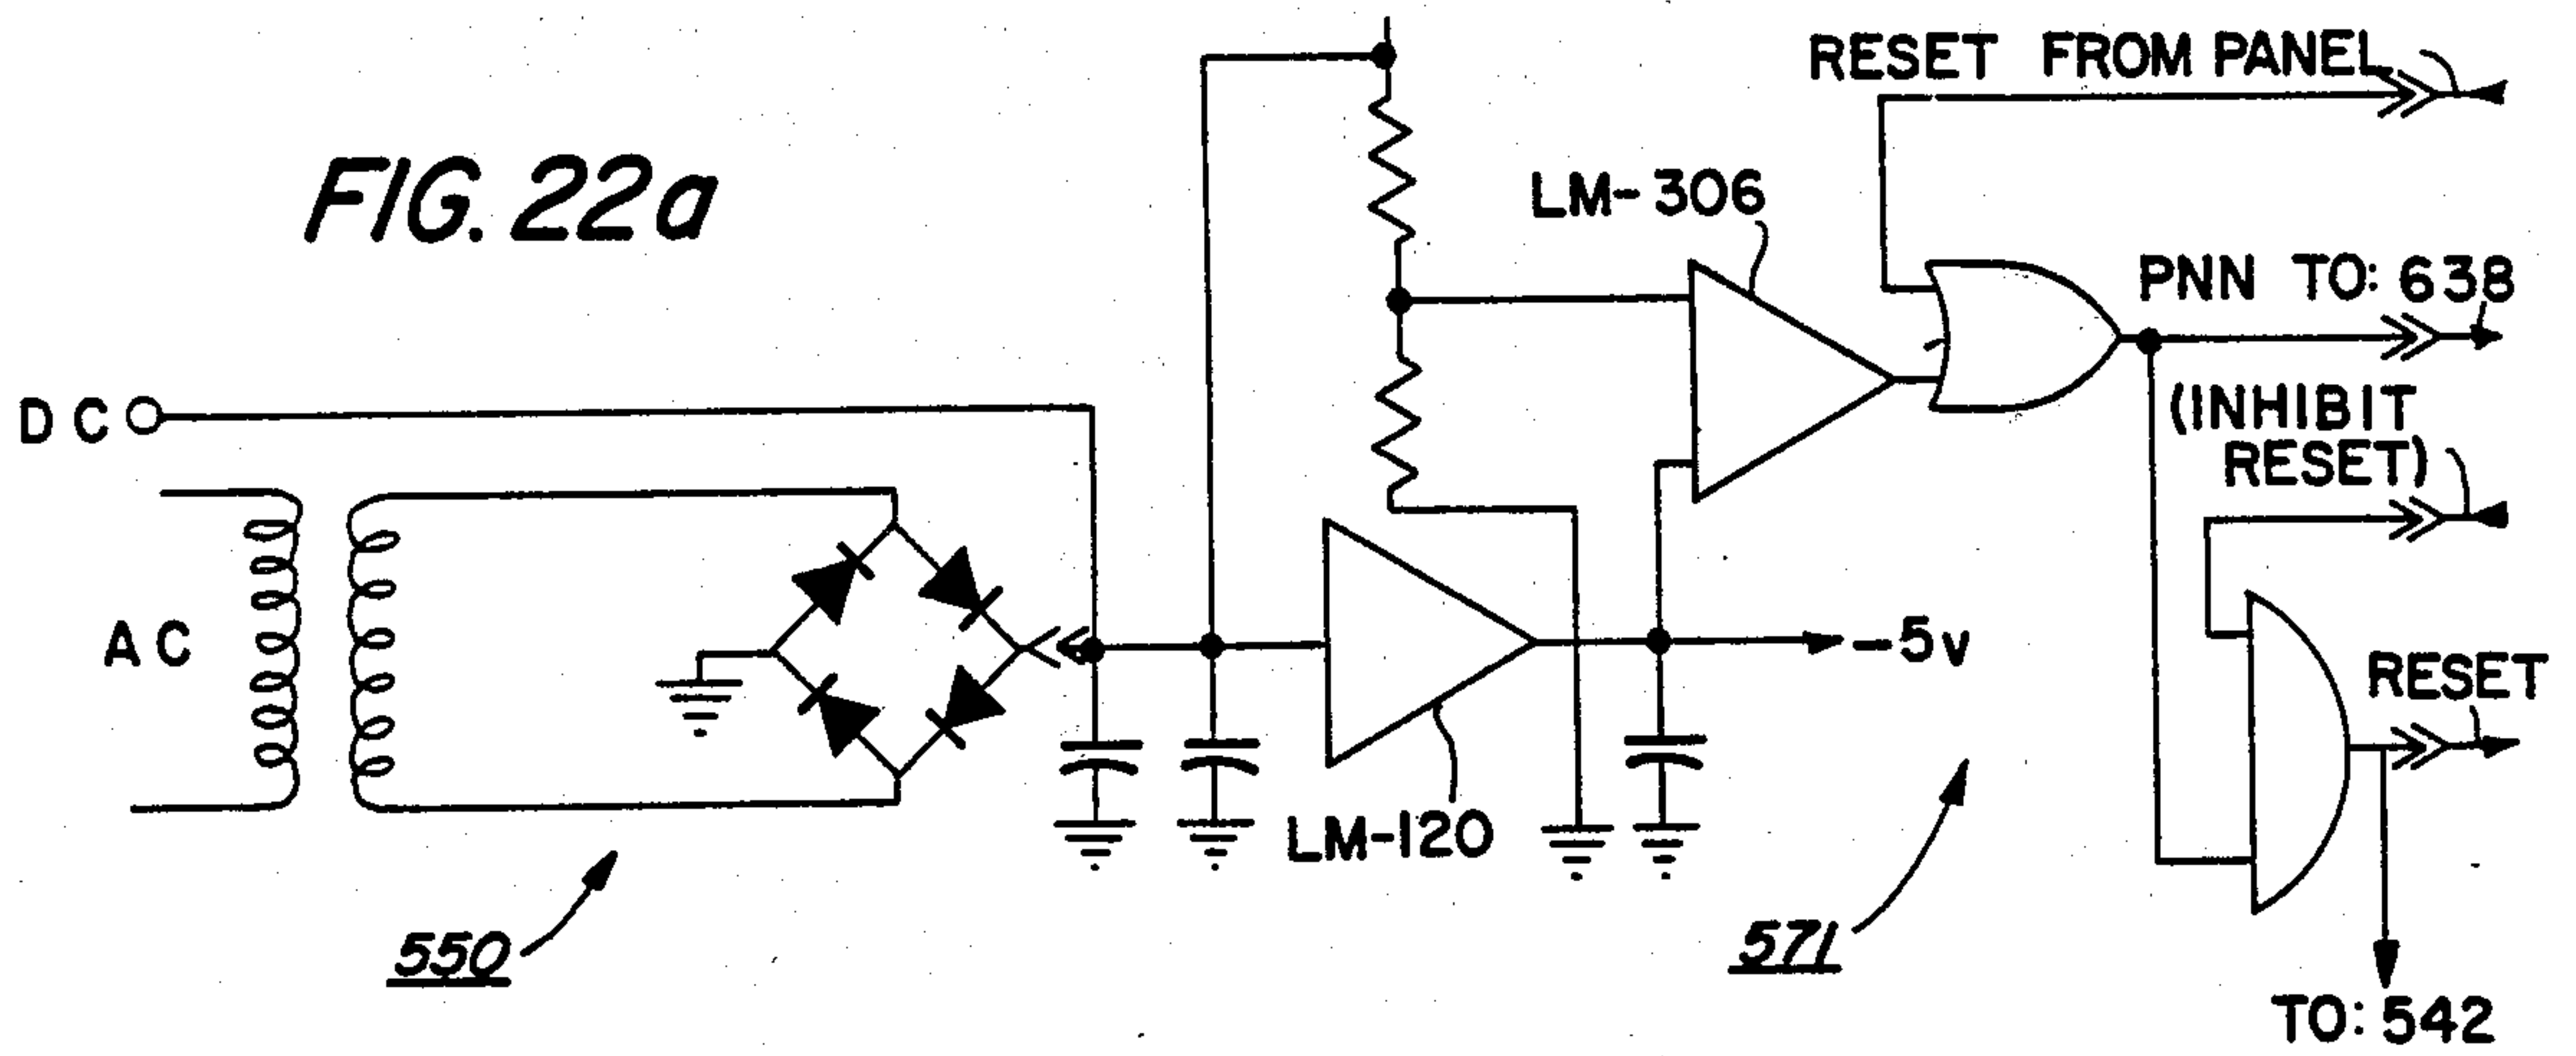 FIG. 22a
RESET FROM PANEL
LM-306
PNN TO: 638
DC
(INHIBIT
RESET)
AC
-5v
RESET
LM-120
550
571
TO: 542